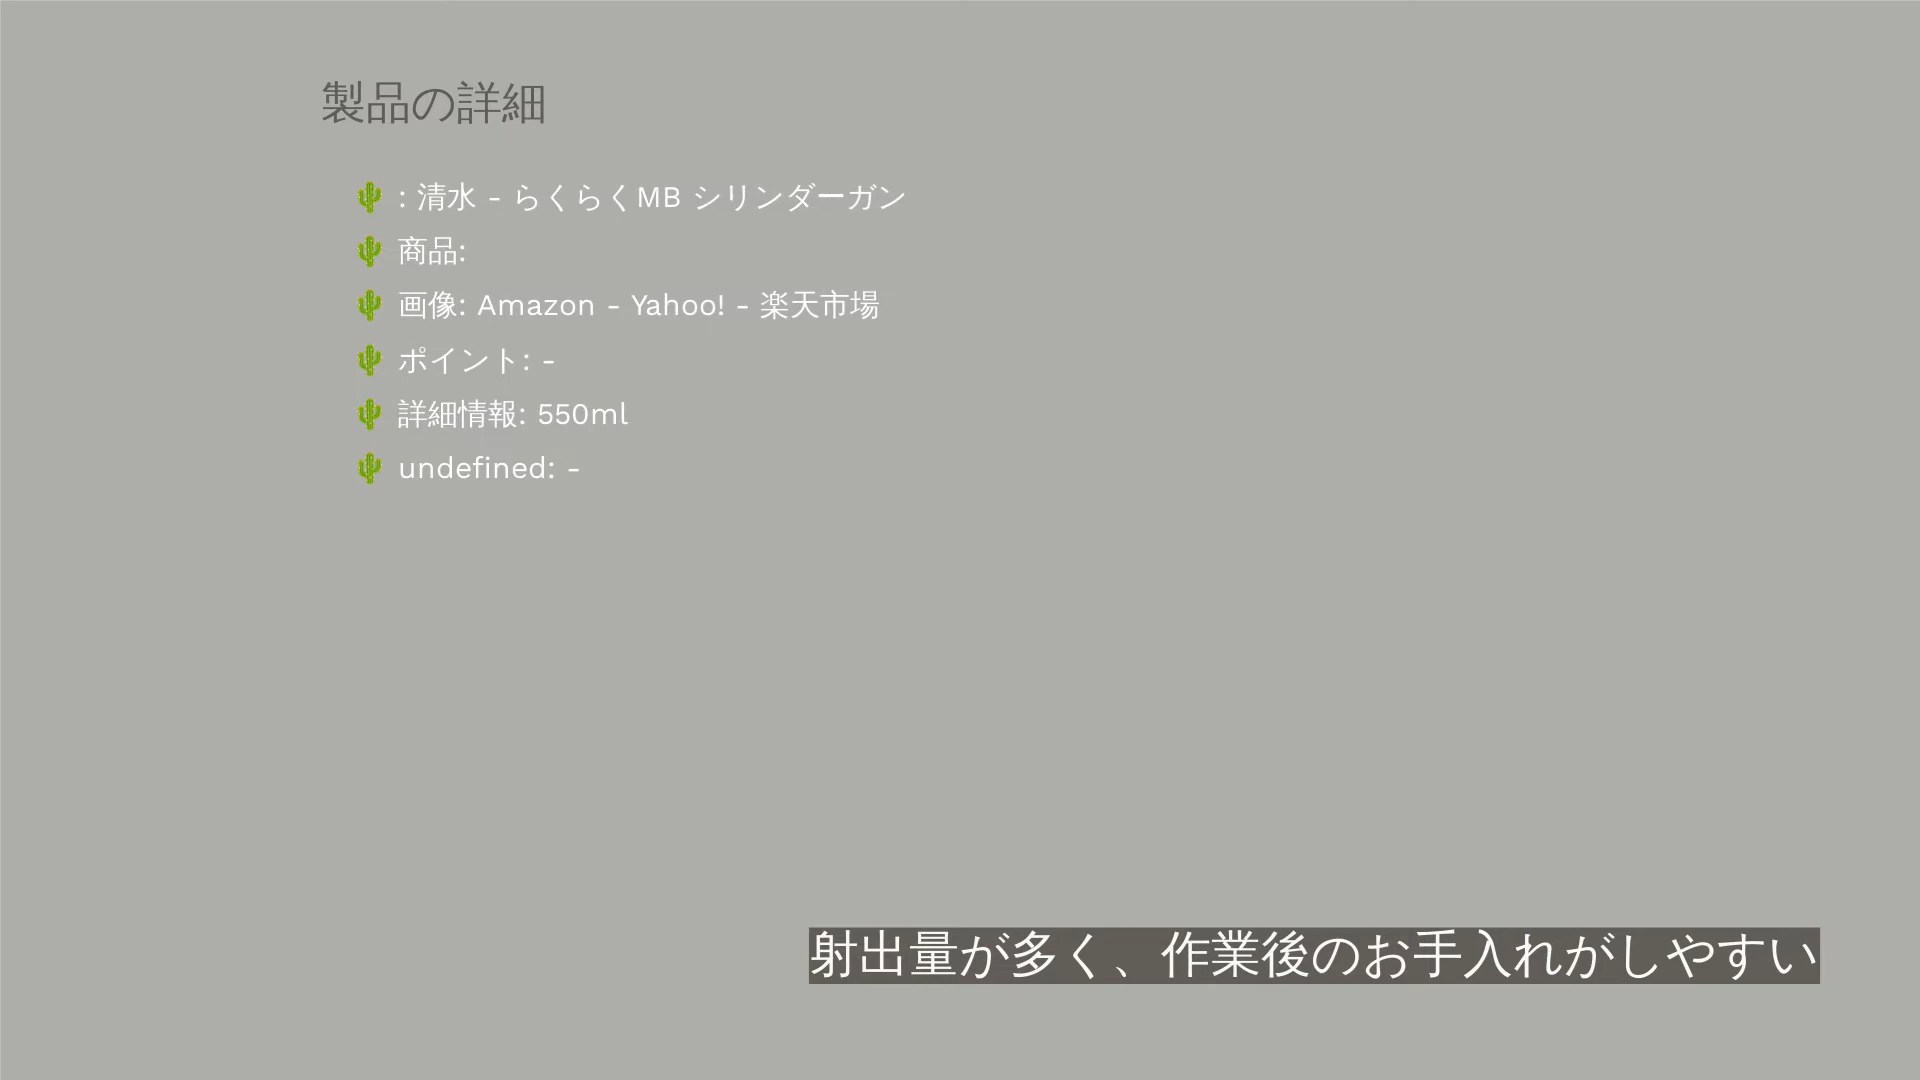 製品の詳細
🌵 : 清水 - らくらくMB シリンダーガン
🌵 商品:
🌵 画像: Amazon - Yahoo! - 楽天市場
🌵 ポイント: -
🌵 詳細情報: 550ml
🌵 undefined: -
射出量が多く、作業後のお手入れがしやすい